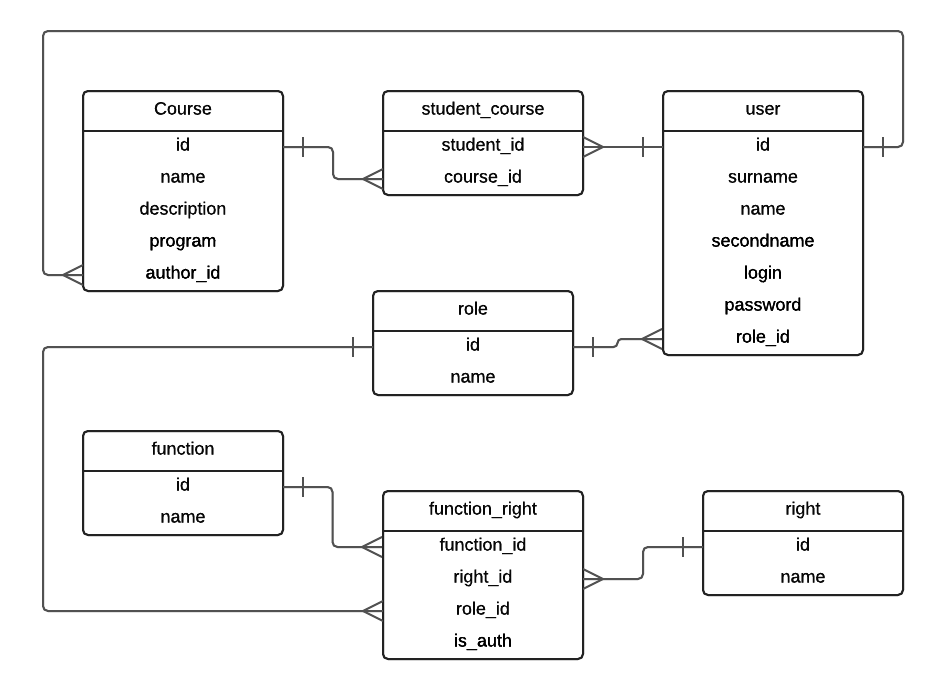 Course
id
name
description
program
author_id
student_course
student_id
course_id
user
id
surname
name
secondname
login
password
role_id
role
id
name
function
id
name
function_right
function_id
right_id
role_id
is_auth
right
id
name